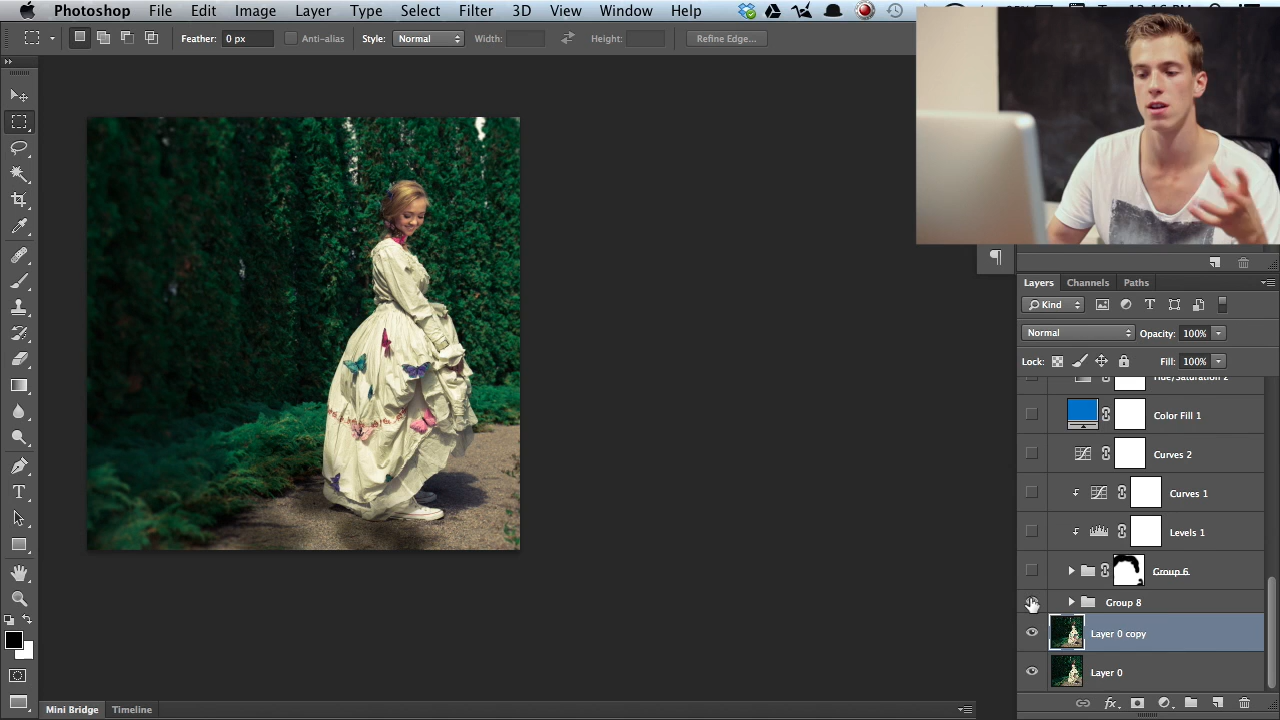 Photoshop File Edit Image Layer Type Select Filter 3D View Window Help
Feather: 0 px Anti-alias Style: Normal Width: Height: Refine Edge...
Layers Channels Paths
Kind
Normal Opacity: 100%
Lock: Fill: 100%
Hue/Saturation 2
Color Fill 1
Curves 2
Curves 1
Levels 1
Group 6
Group 8
Layer 0 copy
Layer 0
Mini Bridge Timeline